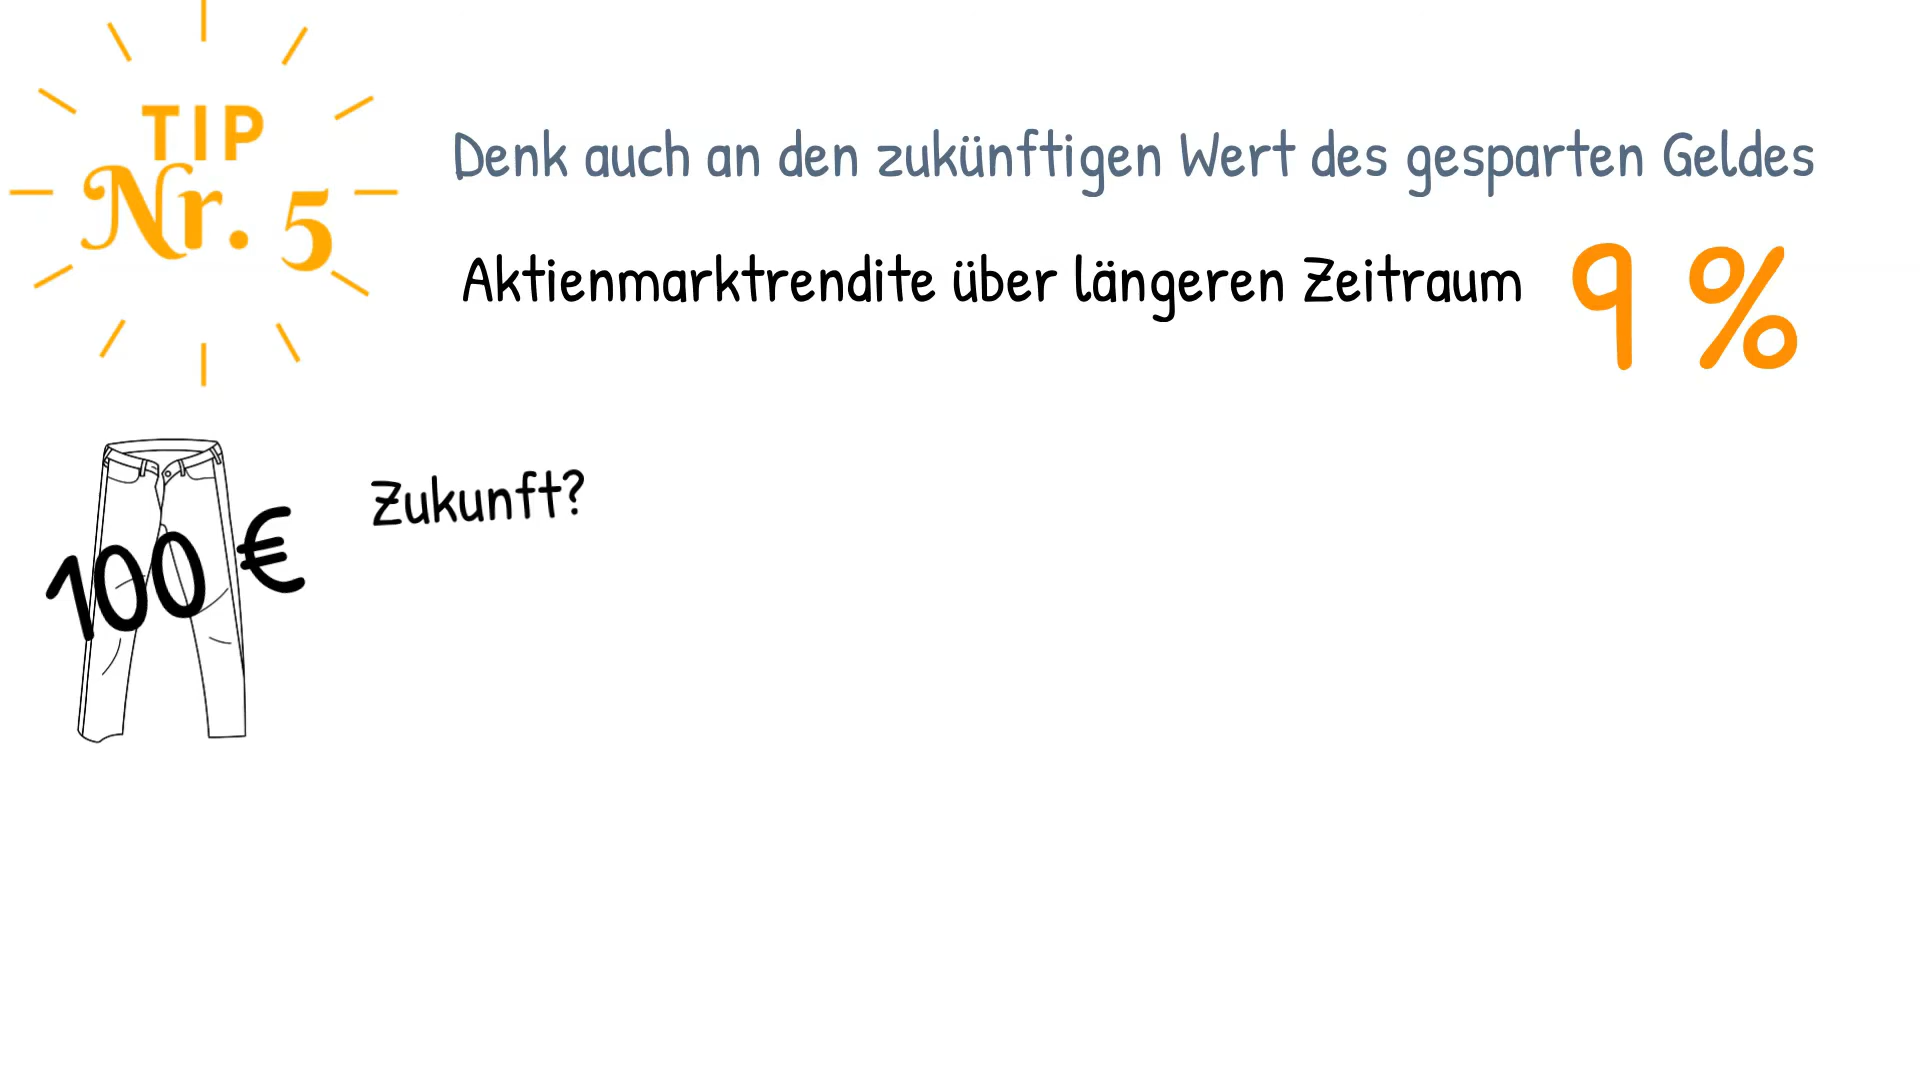 TIP
Nr. 5
Denk auch an den zukünftigen Wert des gesparten Geldes
Aktienmarktrendite über längeren Zeitraum 9 %
Zukunft?
100 €